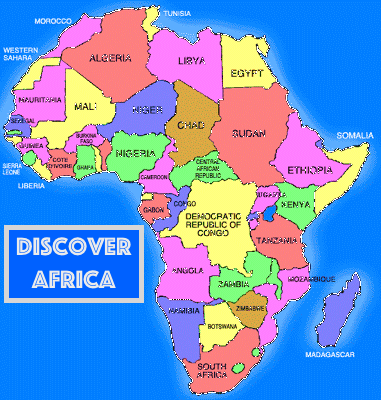 MOROCCO
TUNISIA
ALGERIA
LIBYA
EGYPT
WESTERN
SAHARA
MAURITANIA
MALI
NIGER
CHAD
SUDAN
SENEGAL
GUINEA
BURKINA
FASO
SIERRA
LEONE
COTE
D'IVOIRE
GHANA
NIGERIA
LIBERIA
CAMEROON
CENTRAL
AFRICAN
REPUBLIC
ETHIOPIA
SOMALIA
UGANDA
KENYA
GABON
CONGO
DEMOCRATIC
REPUBLIC OF
CONGO
TANZANIA
DISCOVER
AFRICA
ANGOLA
ZAMBIA
MOZAMBIQUE
ZIMBABWE
NAMIBIA
BOTSWANA
MADAGASCAR
SOUTH
AFRICA